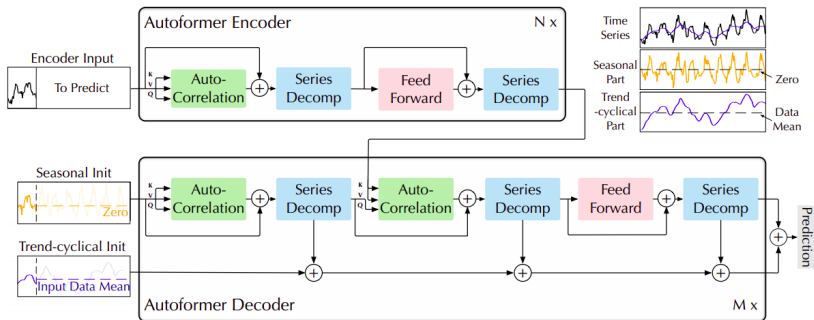 Autoformer Encoder
N x
Encoder Input
To Predict
K
V
Q
Auto-
Correlation
Series
Decomp
Feed
Forward
Series
Decomp
Time
Series
Seasonal
Part
Zero
Trend
-cyclical
Part
Data
Mean
Seasonal Init
Zero
K
V
Q
Auto-
Correlation
Series
Decomp
K
V
Q
Auto-
Correlation
Series
Decomp
Feed
Forward
Series
Decomp
Prediction
Trend-cyclical Init
Input Data Mean
Autoformer Decoder
M x